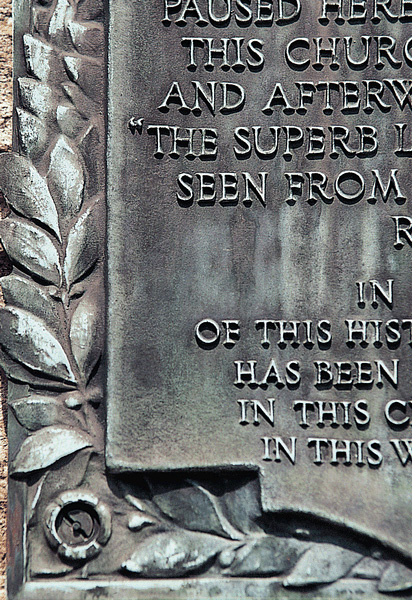 PAUSED HERE
THIS CHURC
AND AFTERW
"THE SUPERB L
SEEN FROM
R
IN
OF THIS HIST
HAS BEEN
IN THIS C
IN THIS W